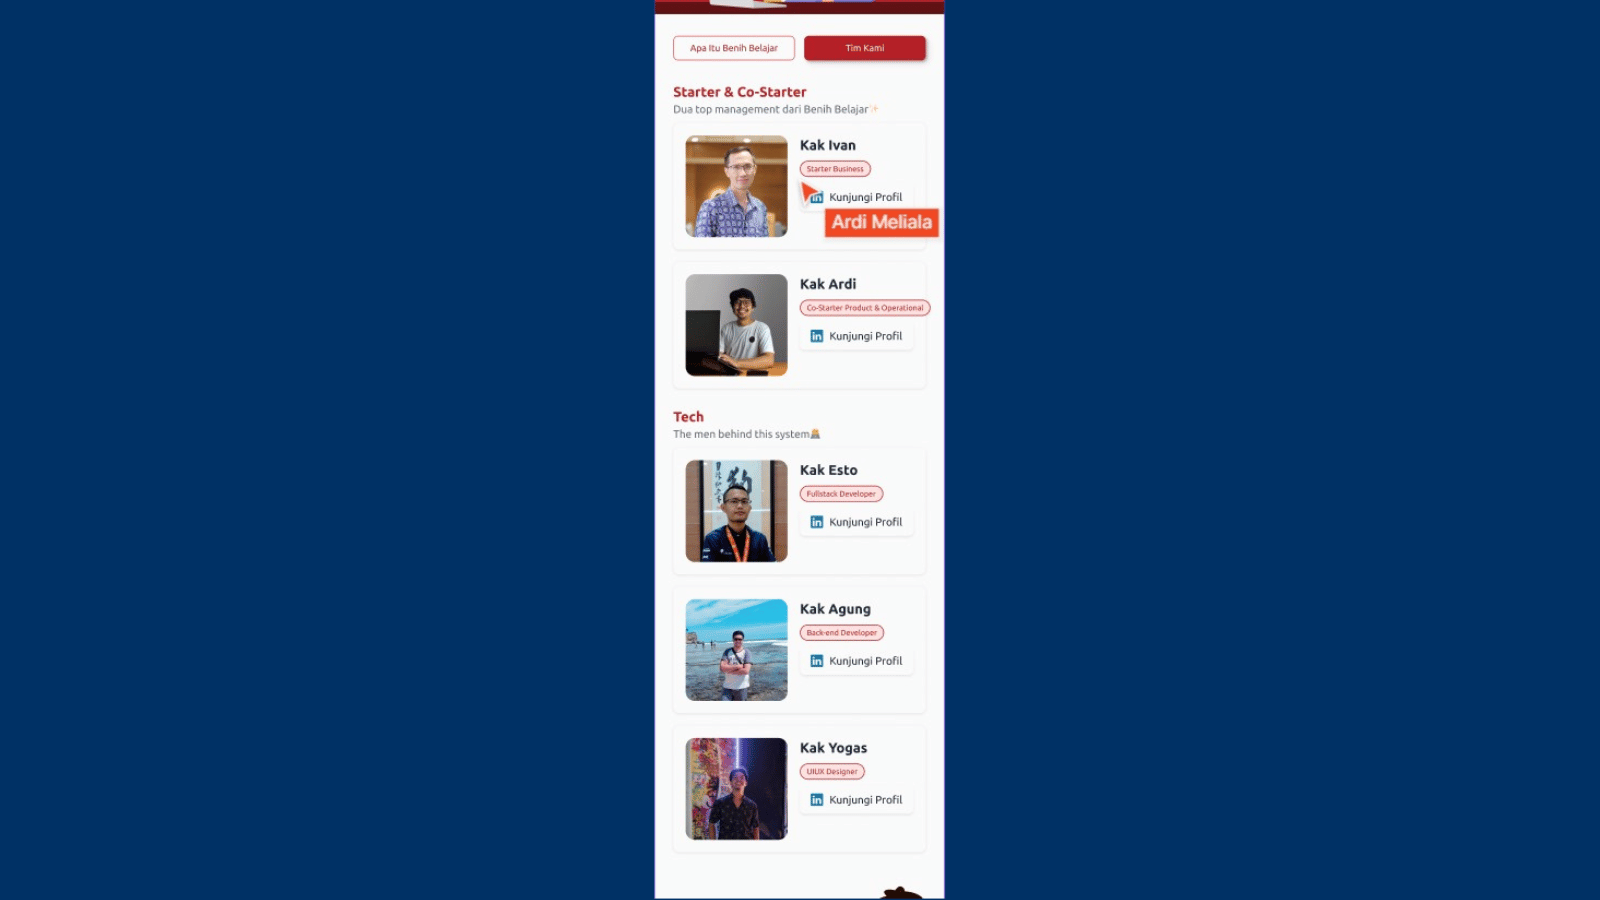 Apa Itu Benih Belajar
Tim Kami
Starter & Co-Starter
Dua top management dari Benih Belajar✨
Kak Ivan
Starter Business
in Kunjungi Profil
Ardi Meliala
Kak Ardi
Co-Starter Product & Operational
in Kunjungi Profil
Tech
The men behind this system
Kak Esto
Fullstack Developer
in Kunjungi Profil
Kak Agung
Back-end Developer
in Kunjungi Profil
Kak Yogas
UIUX Designer
in Kunjungi Profil